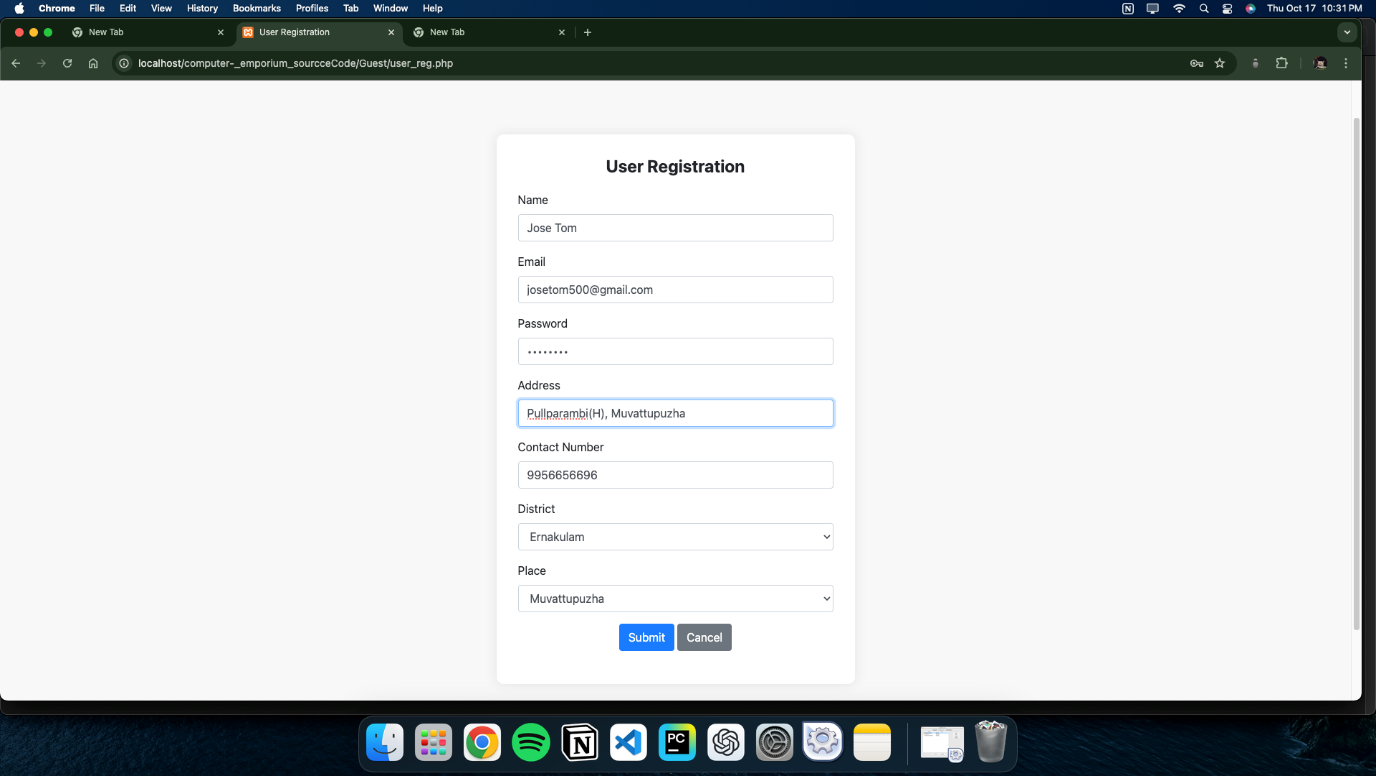 Chrome File Edit View History Bookmarks Profiles Tab Window Help Thu Oct 17 10:31 PM
New Tab User Registration New Tab
localhost/computer-_emporium_sourcceCode/Guest/user_reg.php
User Registration
Name
Jose Tom
Email
josetom500@gmail.com
Password
••••••••
Address
Pullparambi(H), Muvattupuzha
Contact Number
9956656696
District
Ernakulam
Place
Muvattupuzha
Submit Cancel
N PC